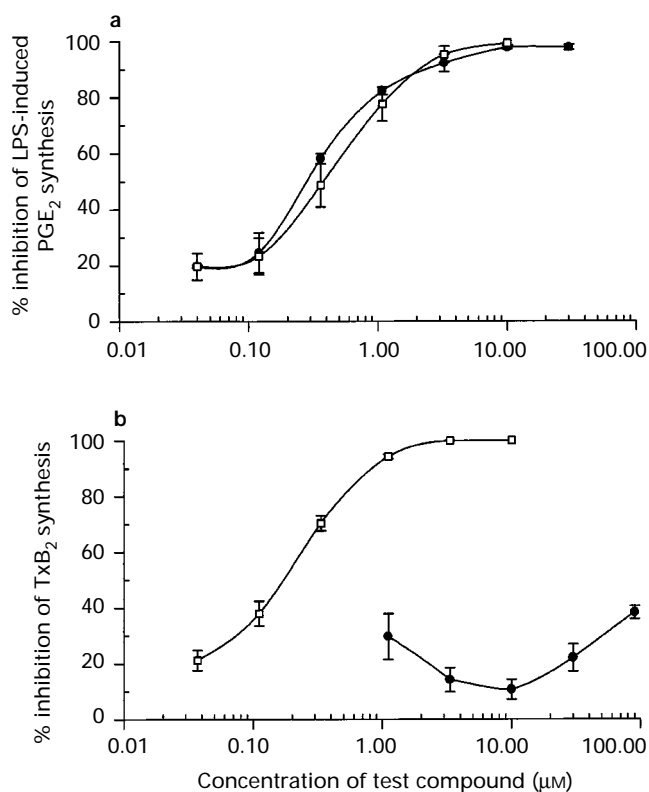 a
% inhibition of LPS-induced
PGE₂ synthesis
100
80
60
40
20
0
0.01 0.10 1.00 10.00 100.00
b
% inhibition of TxB₂ synthesis
100
80
60
40
20
0
0.01 0.10 1.00 10.00 100.00
Concentration of test compound (μM)